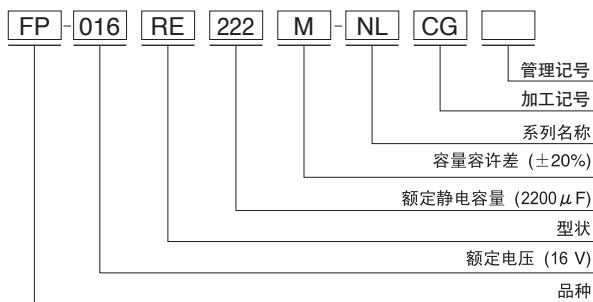 FP-016 RE 222 M-NL CG
管理记号
加工记号
系列名称
容量容许差 (±20%)
额定静电容量 (2200μF)
型状
额定电压 (16 V)
品种